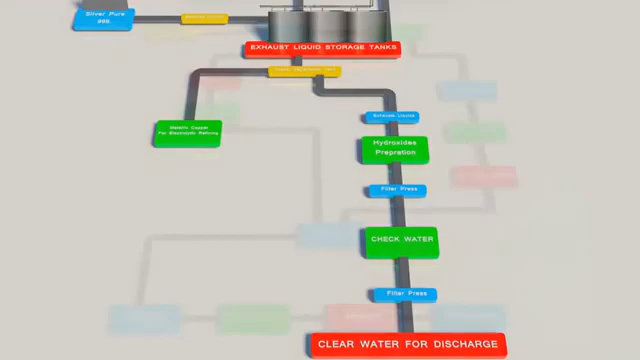 Silver Pure
999
EXHAUST LIQUID STORAGE TANKS
Metallic Copper
For Electrolytic Refining
Exhaust Liquids
Hydroxides
Prepration
Filter Press
CHECK WATER
Filter Press
CLEAR WATER FOR DISCHARGE